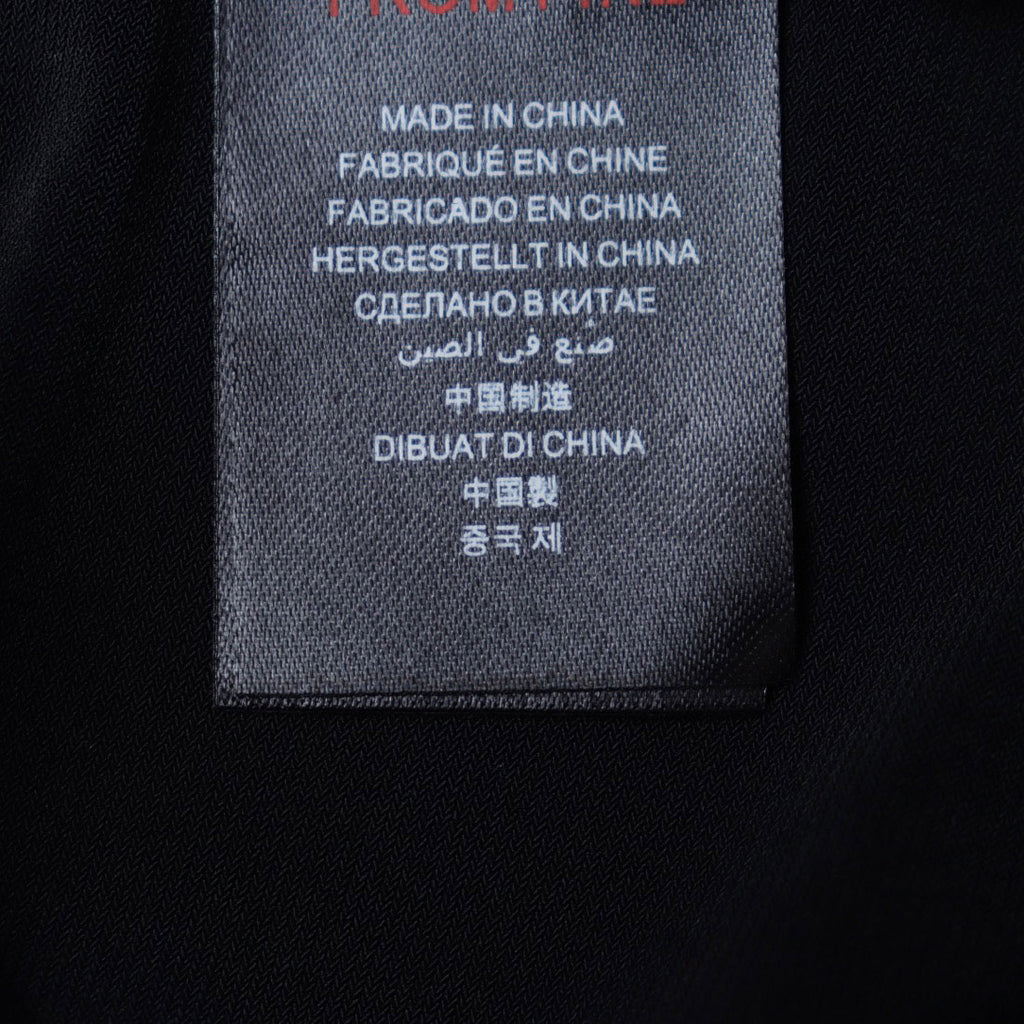 MADE IN CHINA
FABRIQUÉ EN CHINE
FABRICADO EN CHINA
HERGESTELLT IN CHINA
СДЕЛАНО В КИТАЕ
صُنع في الصين
中国制造
DIBUAT DI CHINA
中国製
중국 제